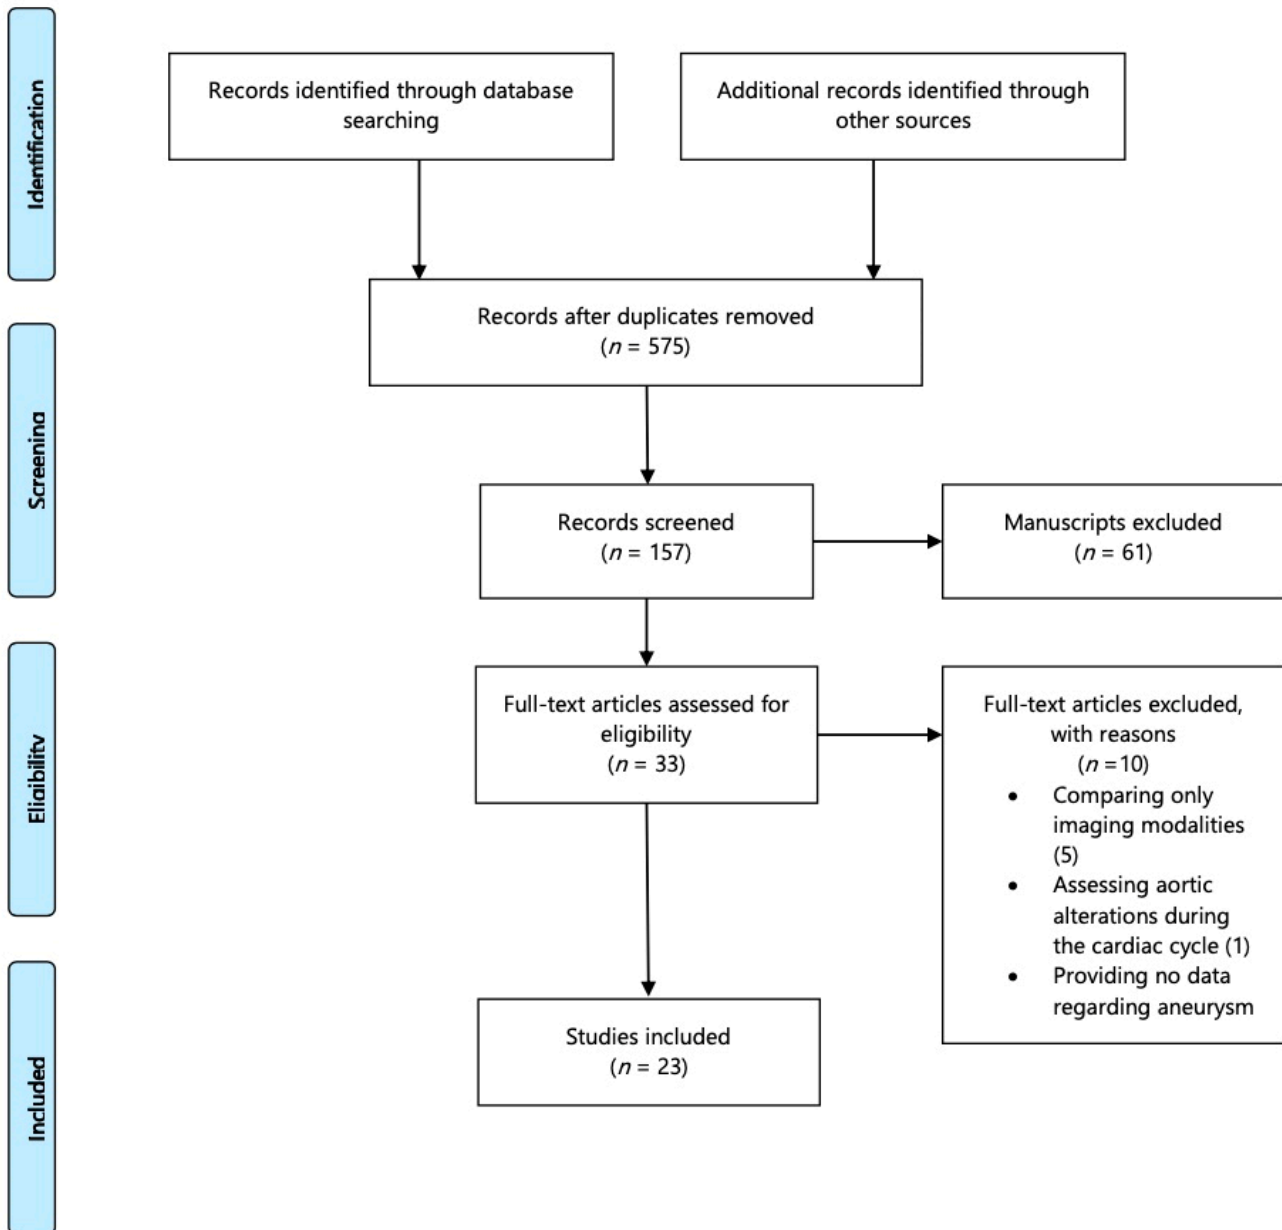 Identification
Records identified through database
searching
Additional records identified through
other sources
Records after duplicates removed
(n = 575)
Screening
Records screened
(n = 157)
Manuscripts excluded
(n = 61)
Eligibility
Full-text articles assessed for
eligibility
(n = 33)
Full-text articles excluded,
with reasons
(n =10)
• Comparing only
imaging modalities
(5)
• Assessing aortic
alterations during
the cardiac cycle (1)
• Providing no data
regarding aneurysm
Included
Studies included
(n = 23)